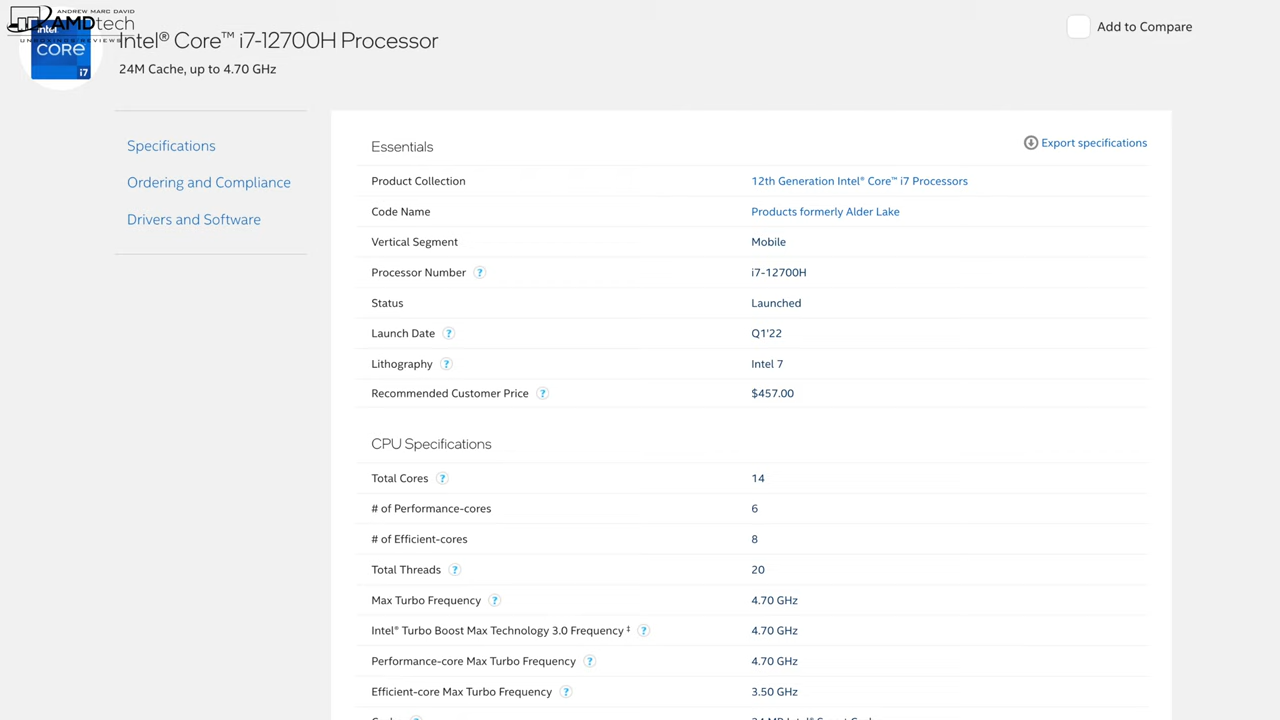 ANDREW MARC DAVID
AMDtech
UNBOXINGS/REVIEWS
intel
CORE
i7
Intel® Core™ i7-12700H Processor
24M Cache, up to 4.70 GHz
Add to Compare
Specifications
Ordering and Compliance
Drivers and Software
Essentials
Export specifications
Product Collection 12th Generation Intel® Core™ i7 Processors
Code Name Products formerly Alder Lake
Vertical Segment Mobile
Processor Number ? i7-12700H
Status Launched
Launch Date ? Q1'22
Lithography ? Intel 7
Recommended Customer Price ? $457.00
CPU Specifications
Total Cores ? 14
# of Performance-cores 6
# of Efficient-cores 8
Total Threads ? 20
Max Turbo Frequency ? 4.70 GHz
Intel® Turbo Boost Max Technology 3.0 Frequency ‡ ? 4.70 GHz
Performance-core Max Turbo Frequency ? 4.70 GHz
Efficient-core Max Turbo Frequency ? 3.50 GHz